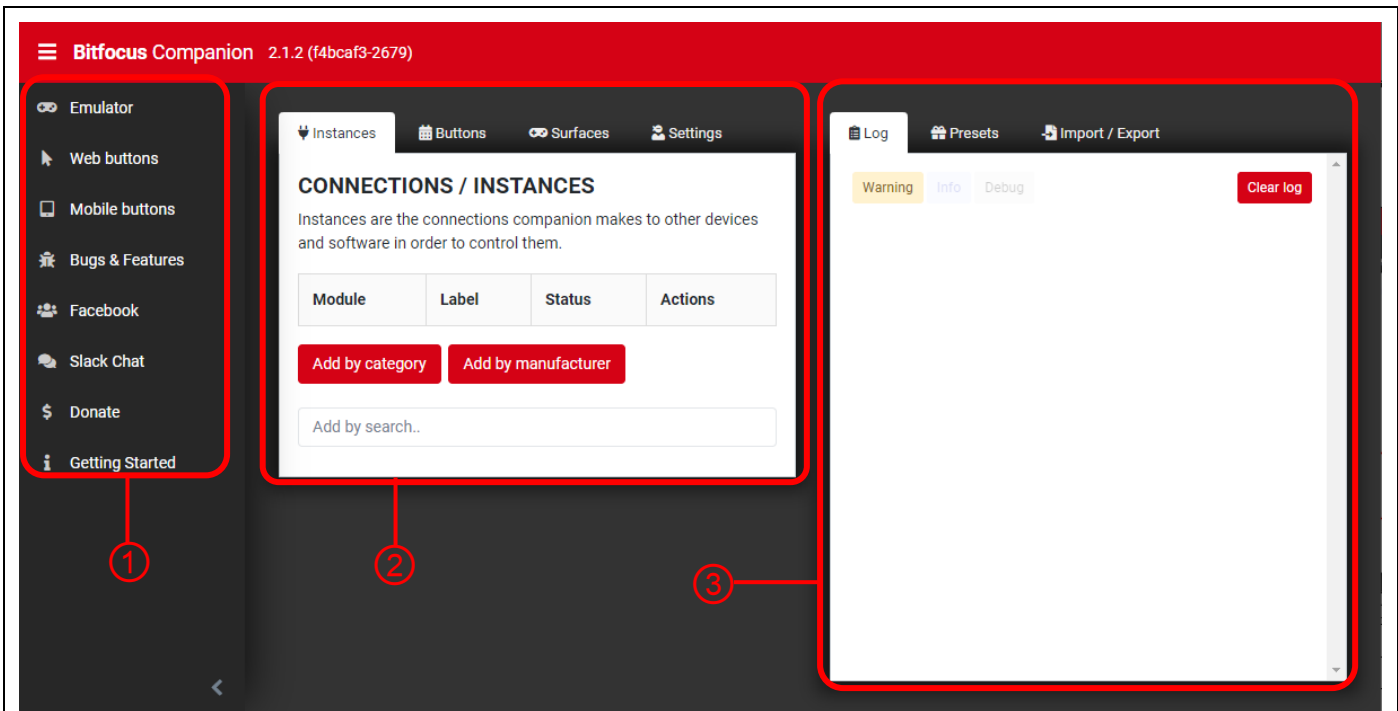 Bitfocus Companion 2.1.2 (f4bcaf3-2679)
Emulator
Web buttons
Mobile buttons
Bugs & Features
Facebook
Slack Chat
Donate
Getting Started
1
Instances Buttons Surfaces Settings
CONNECTIONS / INSTANCES
Instances are the connections companion makes to other devices
and software in order to control them.
Module Label Status Actions
Add by category Add by manufacturer
Add by search..
2
Log Presets Import / Export
Warning Info Debug Clear log
3